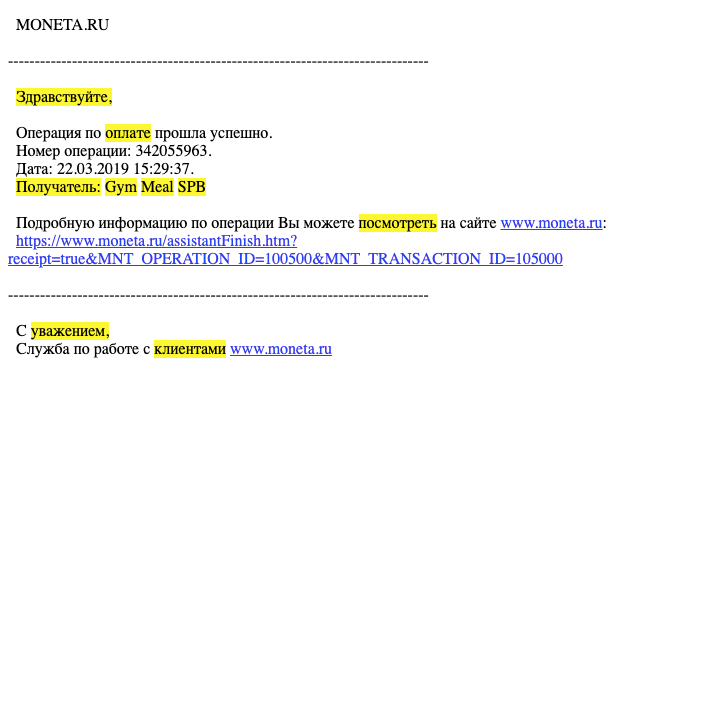 MONETA.RU
--------------------------------------------------------------------------------
Здравствуйте,
Операция по оплате прошла успешно.
Номер операции: 342055963.
Дата: 22.03.2019 15:29:37.
Получатель: Gym Meal SPB
Подробную информацию по операции Вы можете посмотреть на сайте www.moneta.ru:
https://www.moneta.ru/assistantFinish.htm?
receipt=true&MNT_OPERATION_ID=100500&MNT_TRANSACTION_ID=105000
--------------------------------------------------------------------------------
С уважением,
Служба по работе с клиентами www.moneta.ru